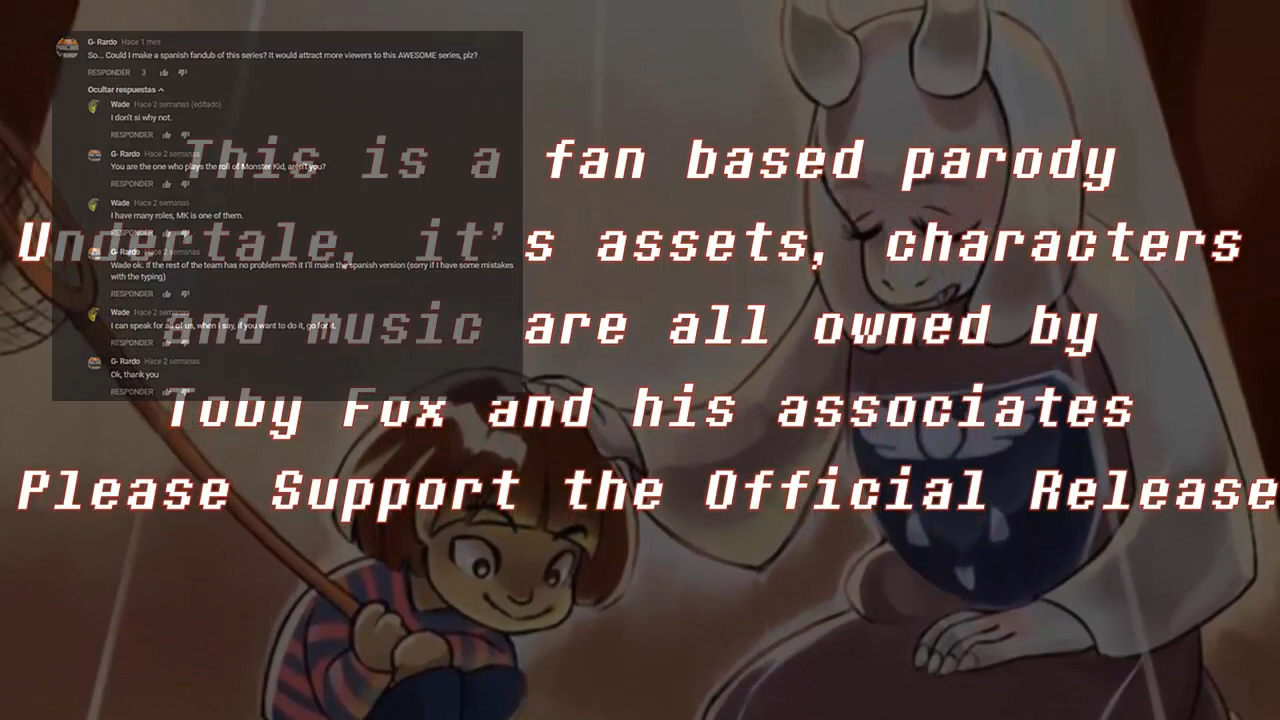 G- Rardo Hace 1 mes
So... Could I make a spanish fandub of this series? It would attract more viewers to this AWESOME series, plz?
RESPONDER 3
Ocultar respuestas
Wade Hace 2 semanas (editado)
I don't si why not.
RESPONDER
G- Rardo Hace 2 semanas
You are the one who plays the roll of Monster Kid, aren't you?
RESPONDER
Wade Hace 2 semanas
I have many roles, MK is one of them.
RESPONDER
G- Rardo Hace 2 semanas
Wade ok. If the rest of the team has no problem with it I'll make the spanish version (sorry if I have some mistakes
with the typing)
RESPONDER
Wade Hace 2 semanas
I can speak for all of us, when I say, if you want to do it, go for it.
RESPONDER
G- Rardo Hace 2 semanas
Ok, thank you
RESPONDER
This is a fan based parody
Undertale, it's assets, characters
and music are all owned by
Toby Fox and his associates
Please Support the Official Release